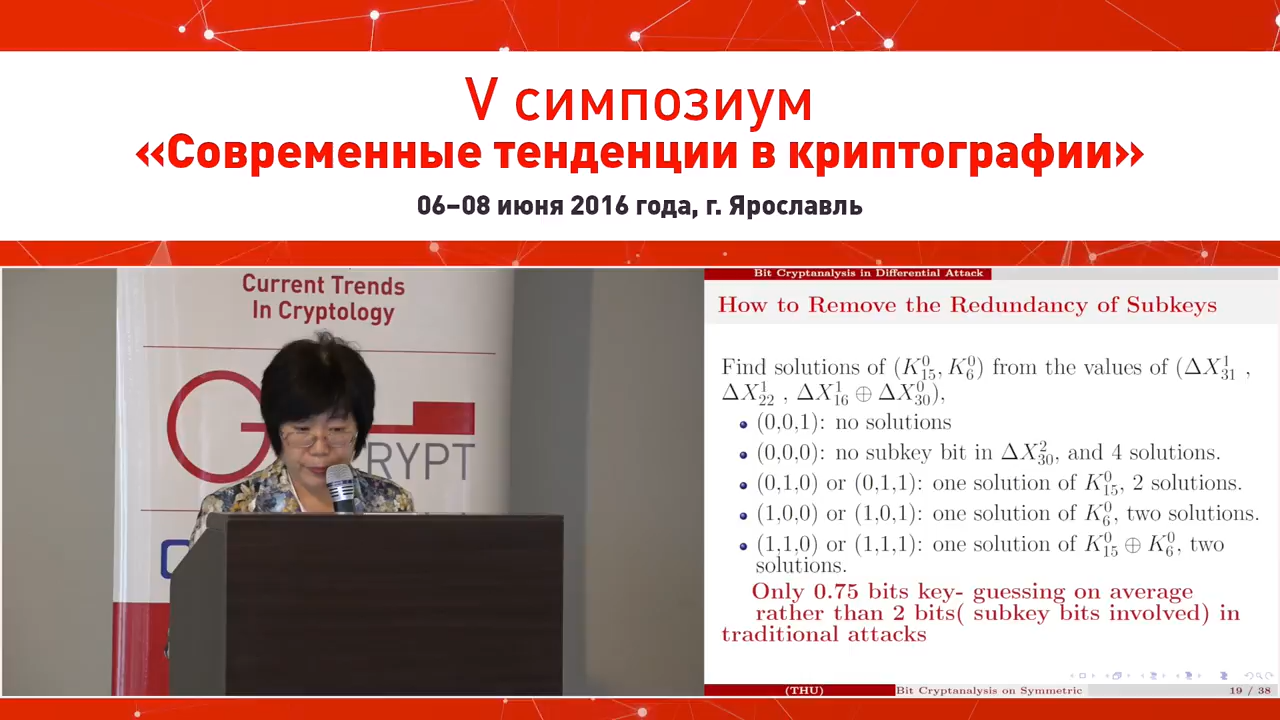 V симпозиум
«Современные тенденции в криптографии»
06–08 июня 2016 года, г. Ярославль
Current Trends
In Cryptology
RYPT
Bit Cryptanalysis in Differential Attack
How to Remove the Redundancy of Subkeys
Find solutions of (K⁰₁₅, K⁰₆) from the values of (ΔX¹₃₁ ,
ΔX¹₂₂ , ΔX¹₁₆ ⊕ ΔX⁰₃₀),
(0,0,1): no solutions
(0,0,0): no subkey bit in ΔX²₃₀, and 4 solutions.
(0,1,0) or (0,1,1): one solution of K⁰₁₅, 2 solutions.
(1,0,0) or (1,0,1): one solution of K⁰₆, two solutions.
(1,1,0) or (1,1,1): one solution of K⁰₁₅ ⊕ K⁰₆, two
solutions.
Only 0.75 bits key- guessing on average
rather than 2 bits( subkey bits involved) in
traditional attacks
(THU) Bit Cryptanalysis on Symmetric 19 / 38